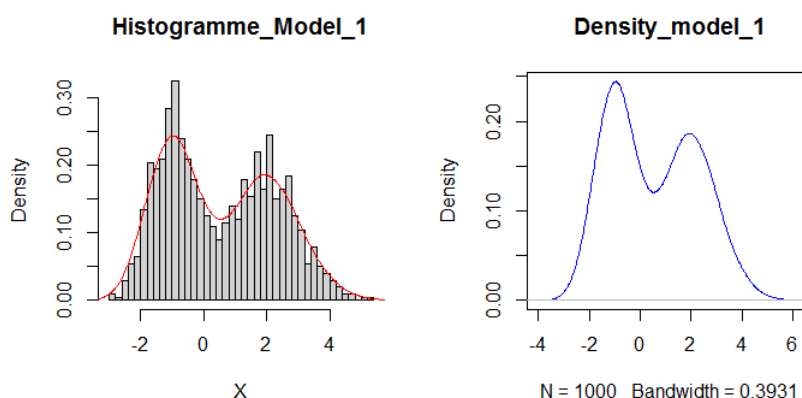 Histogramme_Model_1
Density
0.00 0.10 0.20 0.30
-2 0 2 4
X
Density_model_1
Density
0.00 0.10 0.20
-4 -2 0 2 4 6
N = 1000 Bandwidth = 0.3931